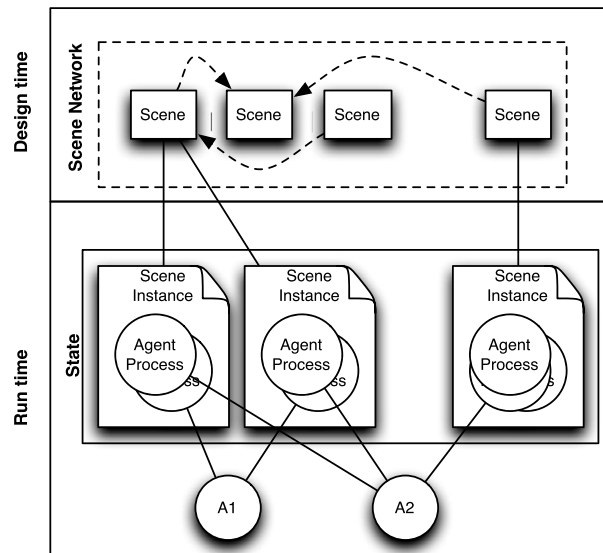 Design time
Scene Network
Scene
Scene
Scene
Scene
Run time
State
Scene
Instance
Scene
Instance
Scene
Instance
Agent
Process
Agent
Process
Agent
Process
A1
A2